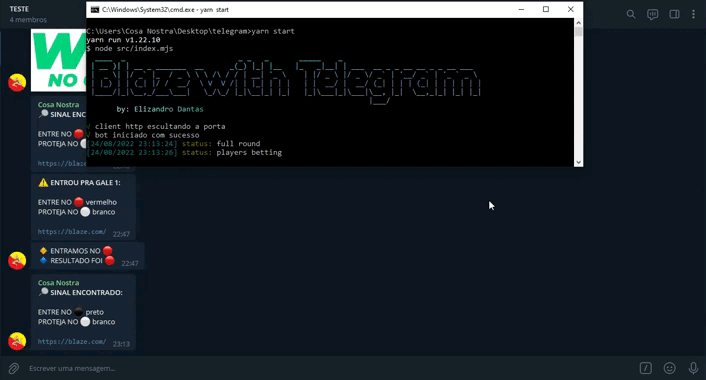 TESTE
4 membros
C:\Windows\System32\cmd.exe - yarn start
C:\Users\Cosa Nostra\Desktop\telegram>yarn start
yarn run v1.22.10
$ node src/index.mjs
blaze with Telegram
by: Elizandro Dantas
√ client http escultando a porta
√ bot iniciado com sucesso
[24/08/2022 23:13:24] status: full round
[24/08/2022 23:13:26] status: players betting
NO
Cosa Nostra
SINAL ENC
ENTRE NO
PROTEJA NO
https://blaze
ENTROU PRA GALE 1:
ENTRE NO vermelho
PROTEJA NO branco
https://blaze.com/ 22:47
ENTRAMOS NO
RESULTADO FOI 22:47
Cosa Nostra
SINAL ENCONTRADO:
ENTRE NO preto
PROTEJA NO branco
https://blaze.com/ 23:13
Escrever uma mensagem...